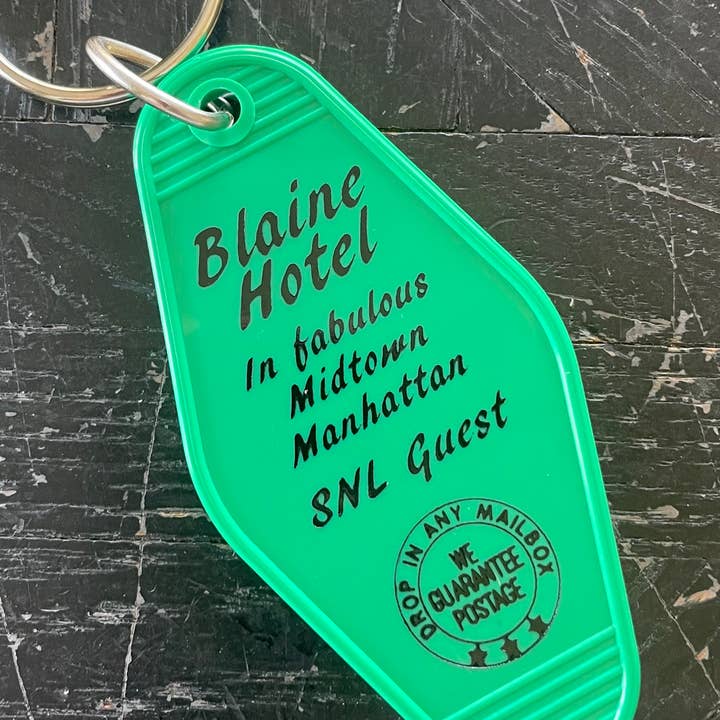 Blaine
Hotel
In fabulous
Midtown
Manhattan
SNL Guest
DROP IN ANY MAILBOX
WE
GUARANTEE
POSTAGE